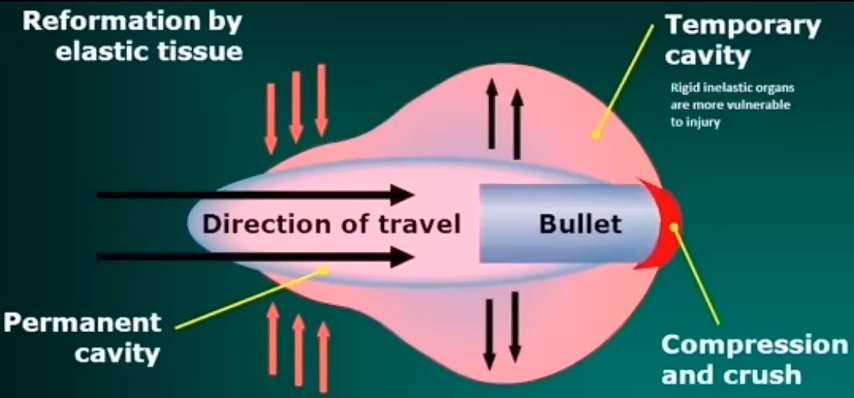 Reformation by
elastic tissue
Temporary
cavity
Rigid inelastic organs
are more vulnerable
to injury
Direction of travel
Bullet
Permanent
cavity
Compression
and crush